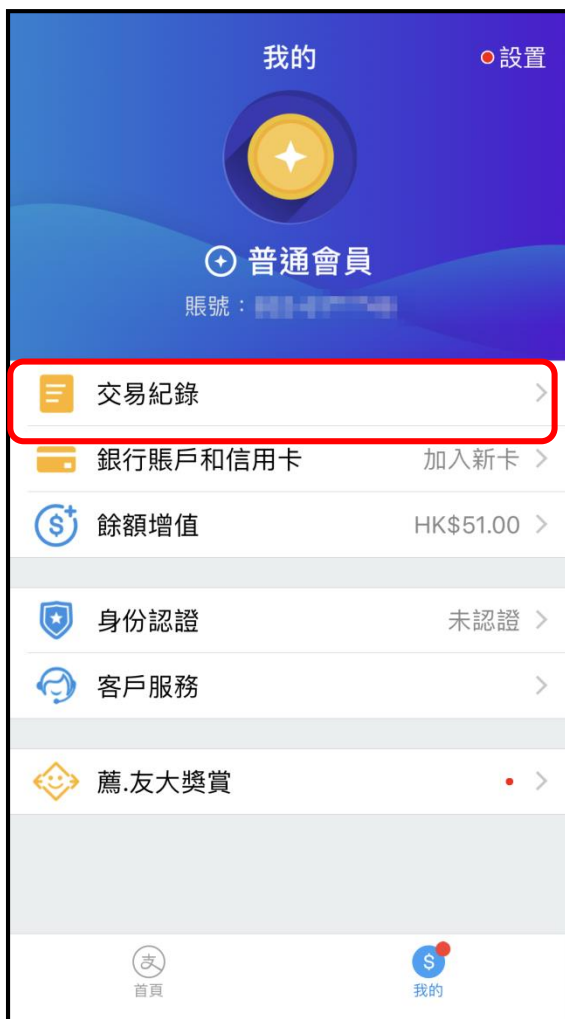 我的
設置
普通會員
賬號：
交易紀錄
銀行賬戶和信用卡 加入新卡
餘額增值 HK$51.00
身份認證 未認證
客戶服務
薦.友大獎賞
支 $
首頁 我的